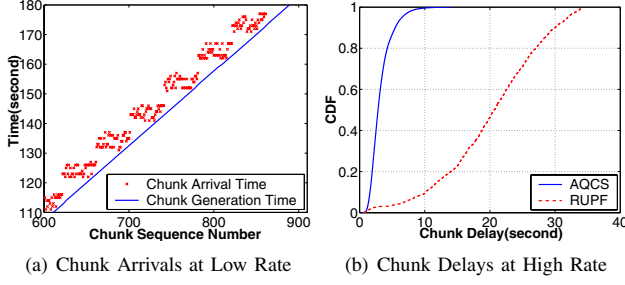 180
170
160
150
140
130
120
110
Time(second)
600 700 800 900
Chunk Sequence Number
Chunk Arrival Time
Chunk Generation Time
(a) Chunk Arrivals at Low Rate
1
0.8
0.6
0.4
0.2
0
CDF
0 10 20 30 40
Chunk Delay(second)
AQCS
RUPF
(b) Chunk Delays at High Rate